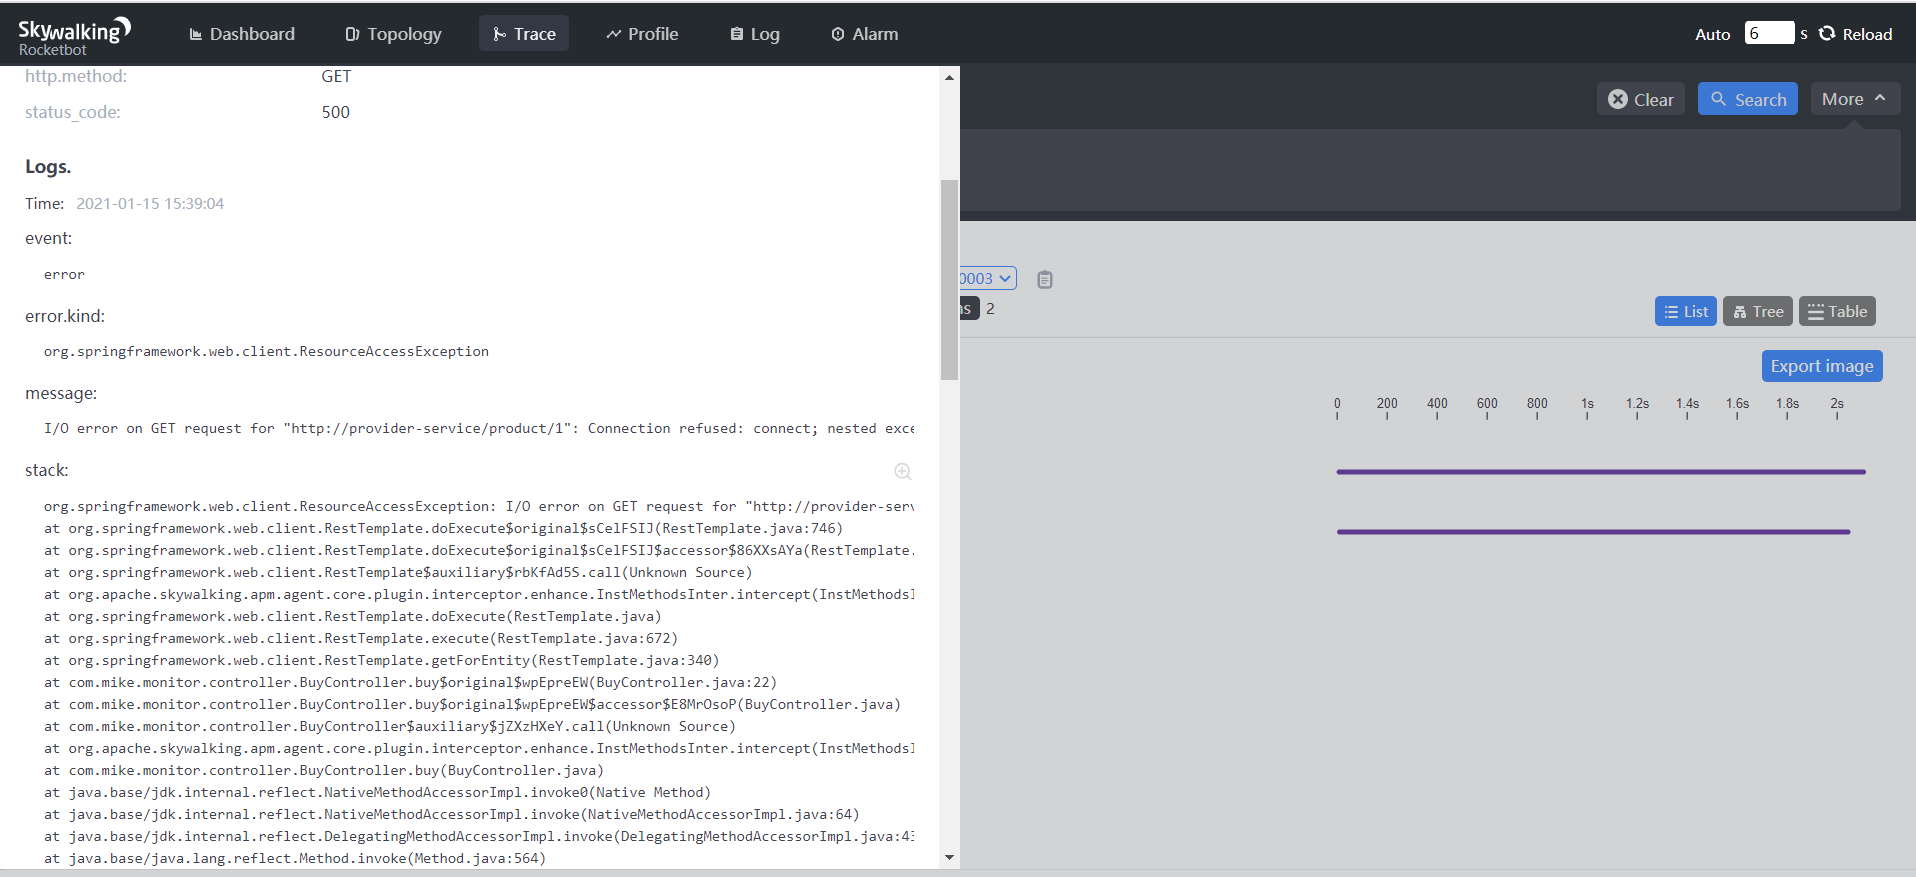 Skywalking
Rocketbot
Dashboard
Topology
Trace
Profile
Log
Alarm
Auto 6 s Reload
Clear
Search
More
http.method: GET
status_code: 500
Logs.
Time: 2021-01-15 15:39:04
event:
error
error.kind:
org.springframework.web.client.ResourceAccessException
message:
I/O error on GET request for "http://provider-service/product/1": Connection refused: connect; nested exce
stack:
org.springframework.web.client.ResourceAccessException: I/O error on GET request for "http://provider-serv
at org.springframework.web.client.RestTemplate.doExecute$original$sCelFSIJ(RestTemplate.java:746)
at org.springframework.web.client.RestTemplate.doExecute$original$sCelFSIJ$accessor$86XXsAYa(RestTemplate.
at org.springframework.web.client.RestTemplate$auxiliary$rbKfAd5S.call(Unknown Source)
at org.apache.skywalking.apm.agent.core.plugin.interceptor.enhance.InstMethodsInter.intercept(InstMethodsI
at org.springframework.web.client.RestTemplate.doExecute(RestTemplate.java)
at org.springframework.web.client.RestTemplate.execute(RestTemplate.java:672)
at org.springframework.web.client.RestTemplate.getForEntity(RestTemplate.java:340)
at com.mike.monitor.controller.BuyController.buy$original$wpEpreEW(BuyController.java:22)
at com.mike.monitor.controller.BuyController.buy$original$wpEpreEW$accessor$E8MrOsoP(BuyController.java)
at com.mike.monitor.controller.BuyController$auxiliary$jZXzHXeY.call(Unknown Source)
at org.apache.skywalking.apm.agent.core.plugin.interceptor.enhance.InstMethodsInter.intercept(InstMethodsI
at com.mike.monitor.controller.BuyController.buy(BuyController.java)
at java.base/jdk.internal.reflect.NativeMethodAccessorImpl.invoke0(Native Method)
at java.base/jdk.internal.reflect.NativeMethodAccessorImpl.invoke(NativeMethodAccessorImpl.java:64)
at java.base/jdk.internal.reflect.DelegatingMethodAccessorImpl.invoke(DelegatingMethodAccessorImpl.java:43
at java.base/java.lang.reflect.Method.invoke(Method.java:564)
0003
ns 2
List
Tree
Table
Export image
0 200 400 600 800 1s 1.2s 1.4s 1.6s 1.8s 2s